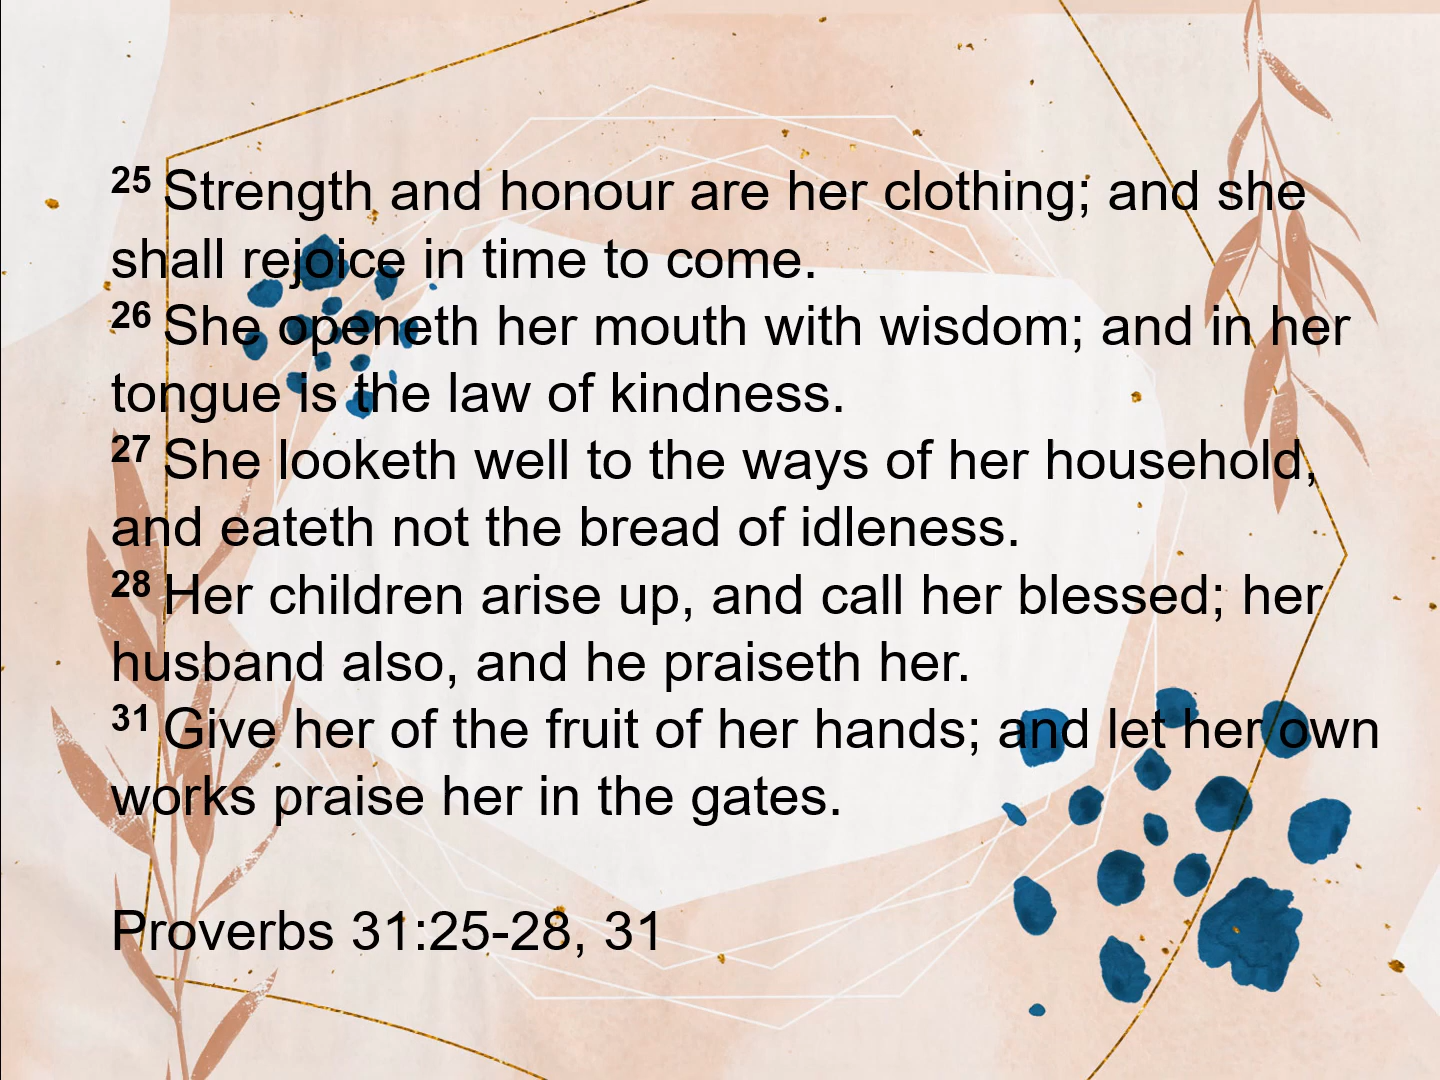 25 Strength and honour are her clothing; and she
shall rejoice in time to come.
26 She openeth her mouth with wisdom; and in her
tongue is the law of kindness.
27 She looketh well to the ways of her household,
and eateth not the bread of idleness.
28 Her children arise up, and call her blessed; her
husband also, and he praiseth her.
31 Give her of the fruit of her hands; and let her own
works praise her in the gates.
Proverbs 31:25-28, 31